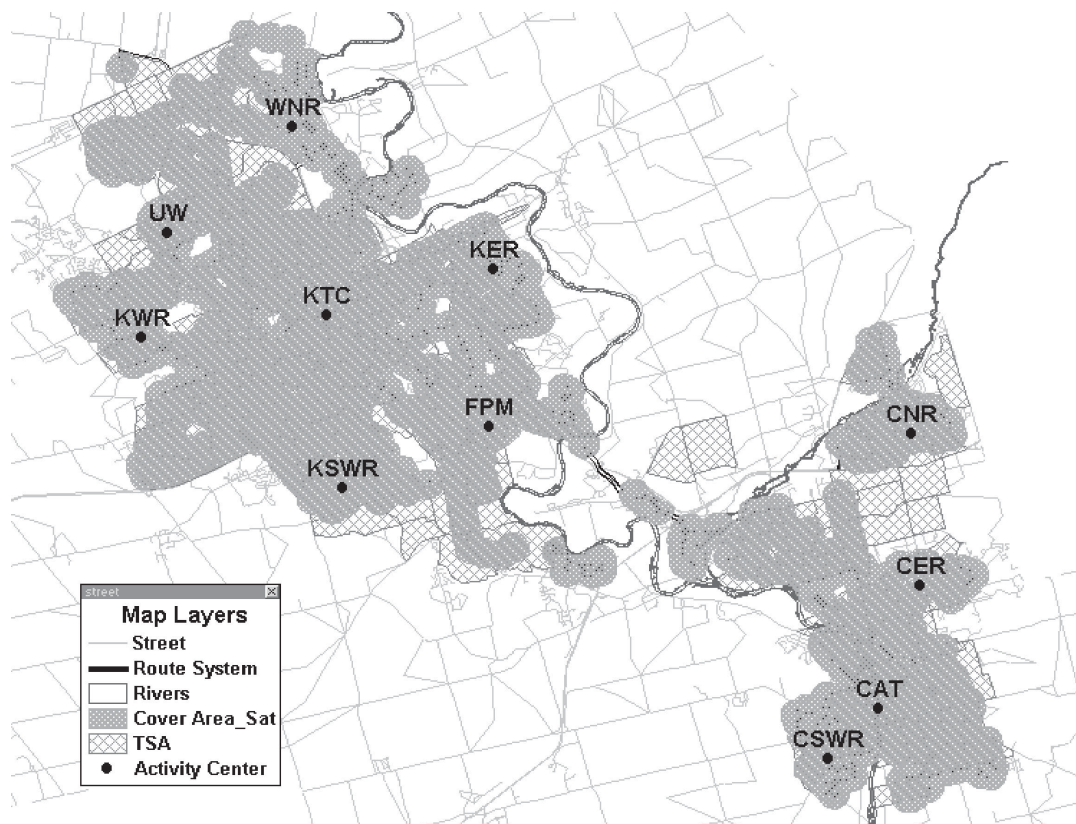 WNR
UW
KER
KTC
KWR
FPM
CNR
KSWR
CER
CAT
CSWR
street
Map Layers
Street
Route System
Rivers
Cover Area_Sat
TSA
Activity Center